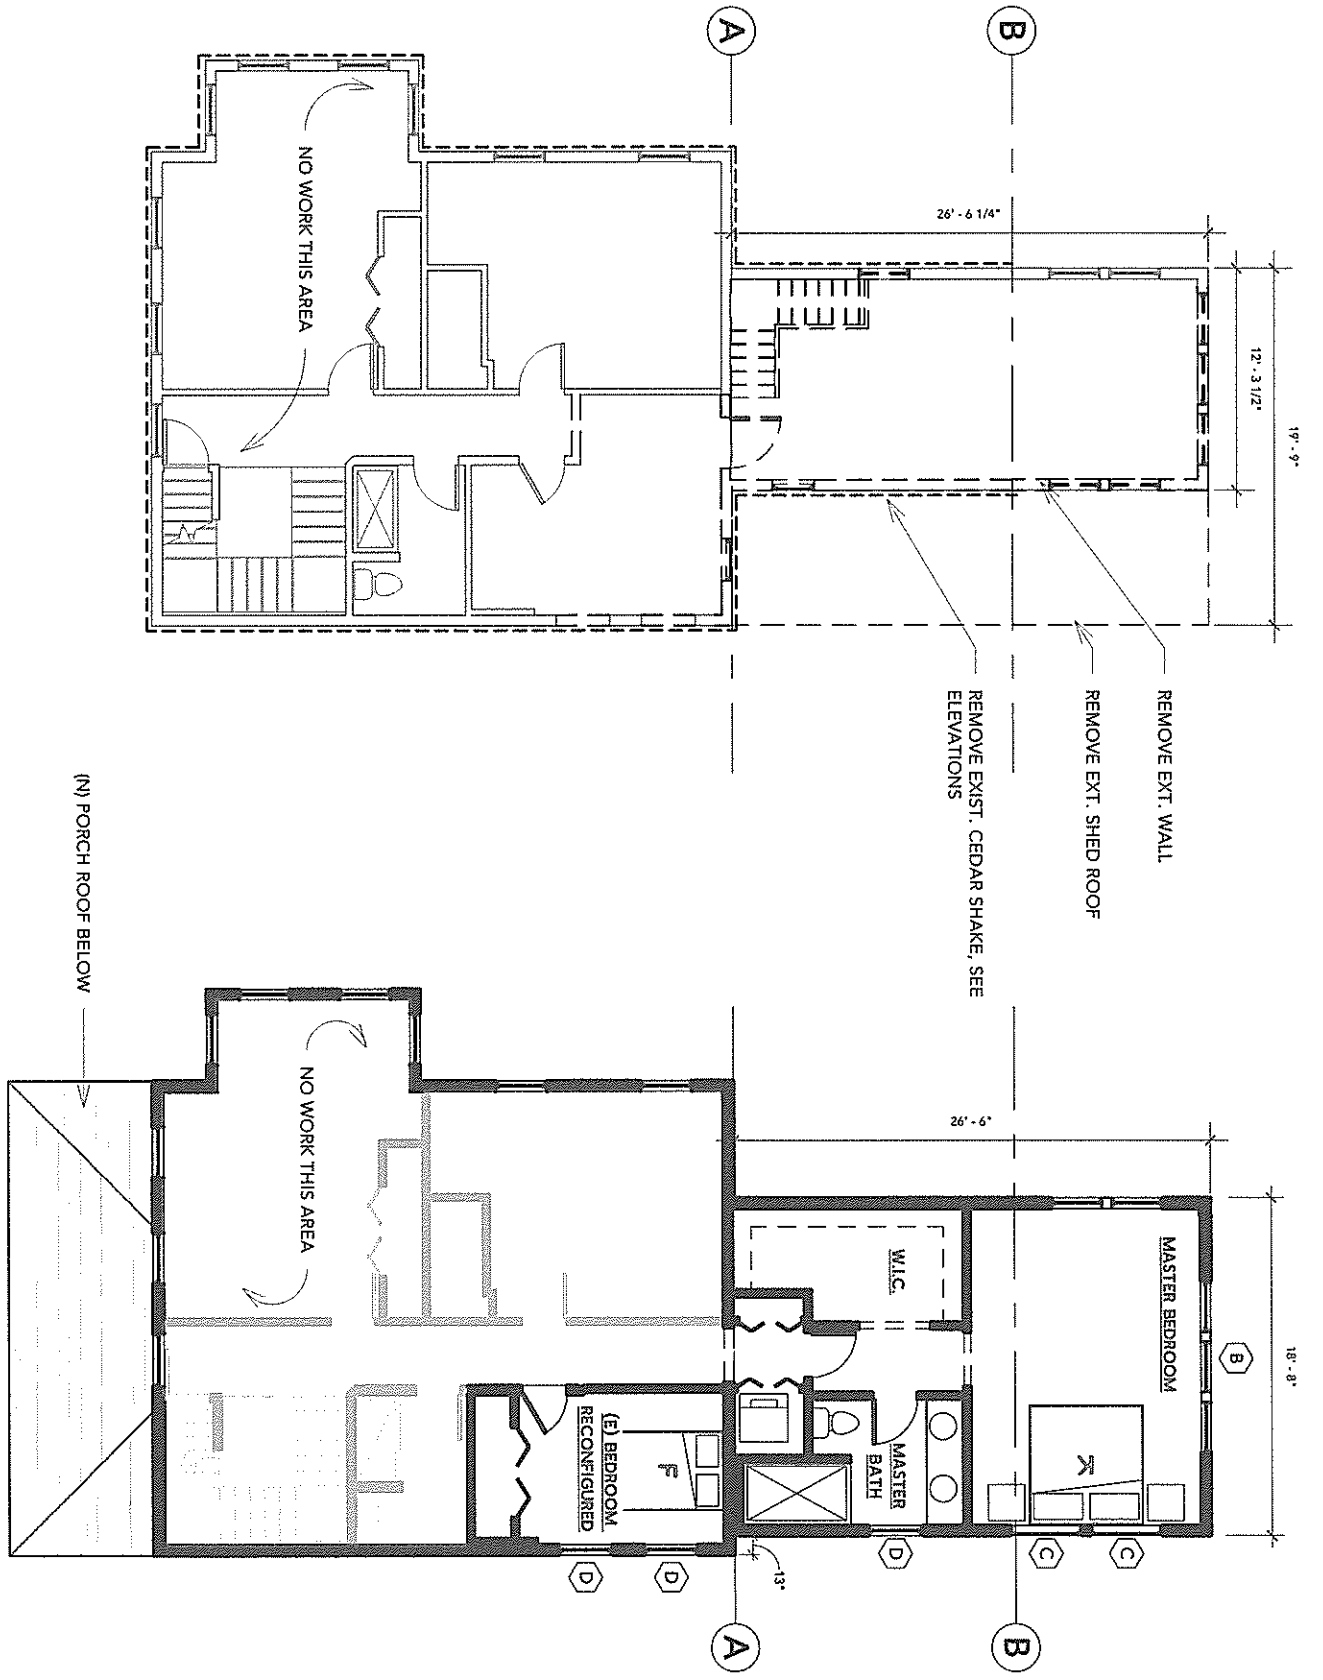 A
B
26' - 6 1/4"
12' - 3 1/2"
19' - 9"
NO WORK THIS AREA
REMOVE EXT. WALL
REMOVE EXT. SHED ROOF
REMOVE EXIST. CEDAR SHAKE, SEE
ELEVATIONS
(N) PORCH ROOF BELOW
NO WORK THIS AREA
26' - 6"
18' - 8"
MASTER BEDROOM
B
W.I.C.
K
MASTER
BATH
(E) BEDROOM
RECONFIGURED
F
C
C
D
D
D
13"
A
B